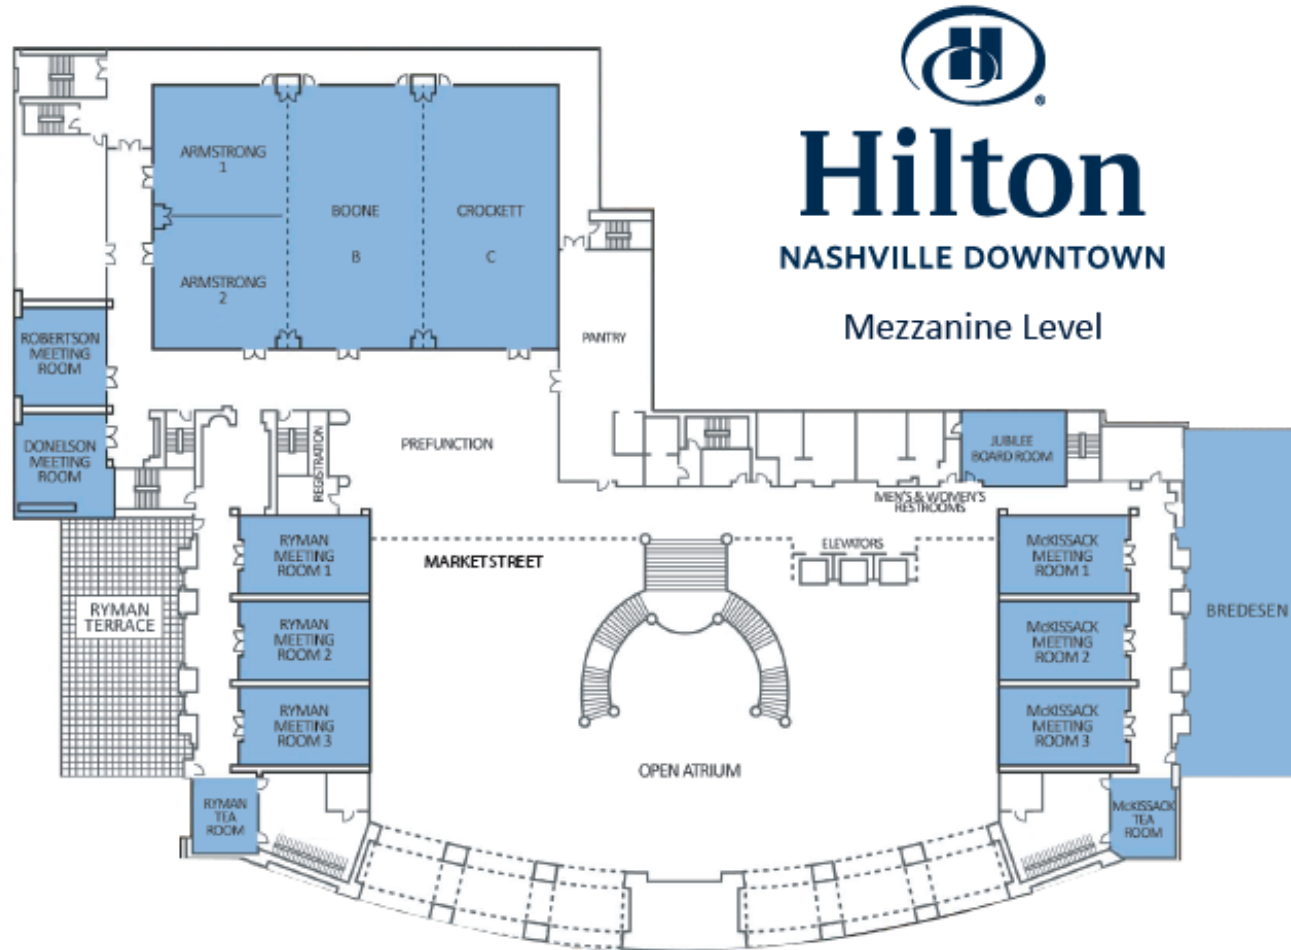 H
®
Hilton
NASHVILLE DOWNTOWN
Mezzanine Level
ARMSTRONG
1
BOONE
B
CROCKETT
C
ARMSTRONG
2
PANTRY
ROBERTSON
MEETING
ROOM
DONELSON
MEETING
ROOM
REGISTRATION
PREFUNCTION
JUBILEE
BOARD ROOM
MEN'S & WOMEN'S
RESTROOMS
ELEVATORS
MARKET STREET
RYMAN
MEETING
ROOM 1
RYMAN
MEETING
ROOM 2
RYMAN
MEETING
ROOM 3
RYMAN
TERRACE
McKISSACK
MEETING
ROOM 1
McKISSACK
MEETING
ROOM 2
McKISSACK
MEETING
ROOM 3
BREDESEN
OPEN ATRIUM
RYMAN
TEA
ROOM
McKISSACK
TEA
ROOM